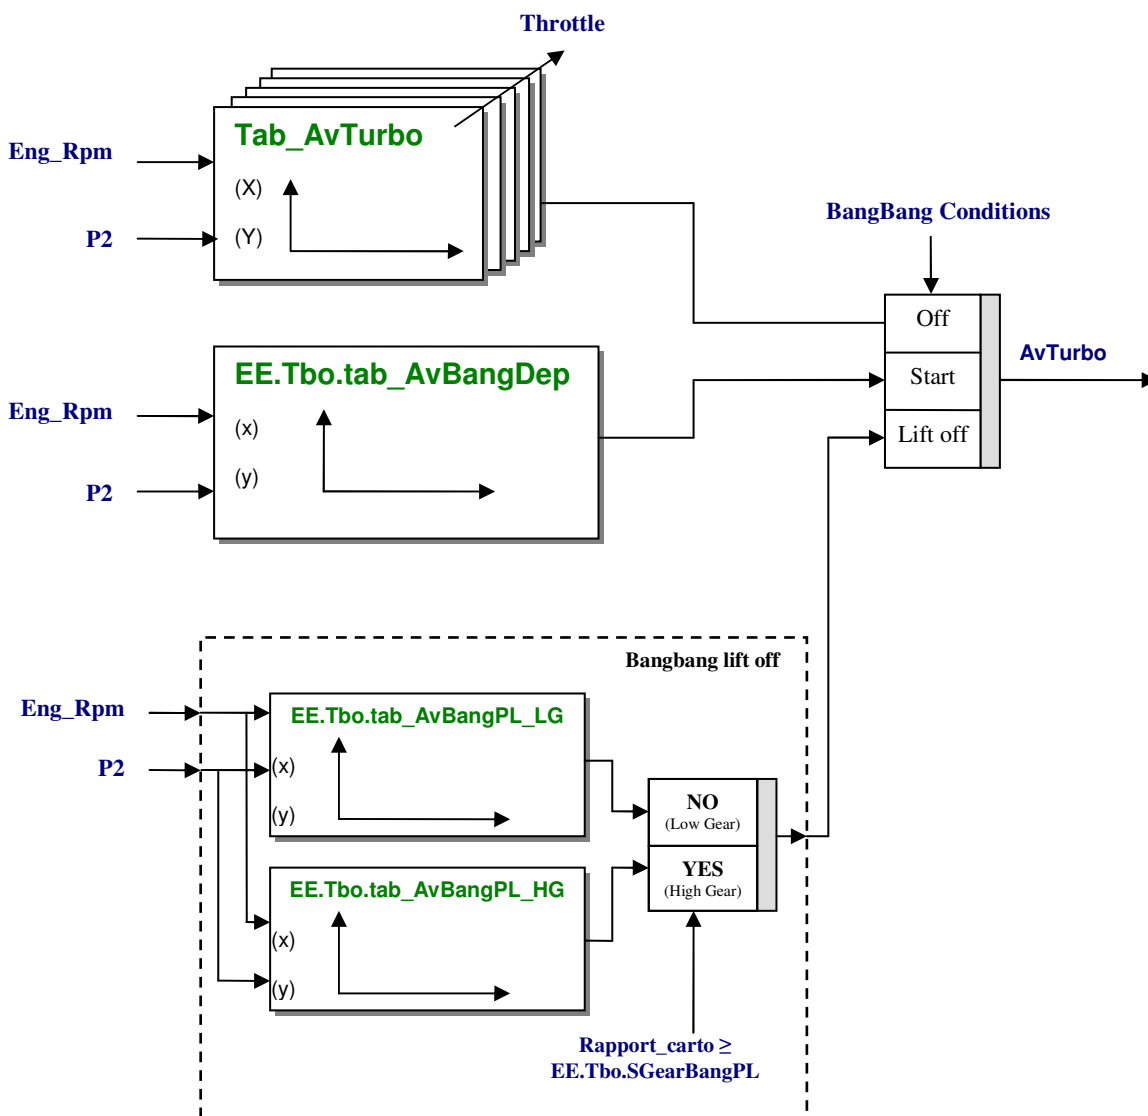 Throttle
Tab_AvTurbo
Eng_Rpm
(X)
P2
(Y)
BangBang Conditions
Off
Start
Lift off
AvTurbo
EE.Tbo.tab_AvBangDep
Eng_Rpm
(x)
P2
(y)
Bangbang lift off
Eng_Rpm
P2
EE.Tbo.tab_AvBangPL_LG
(x)
(y)
NO
(Low Gear)
YES
(High Gear)
EE.Tbo.tab_AvBangPL_HG
(x)
(y)
Rapport_carto ≥
EE.Tbo.SGearBangPL